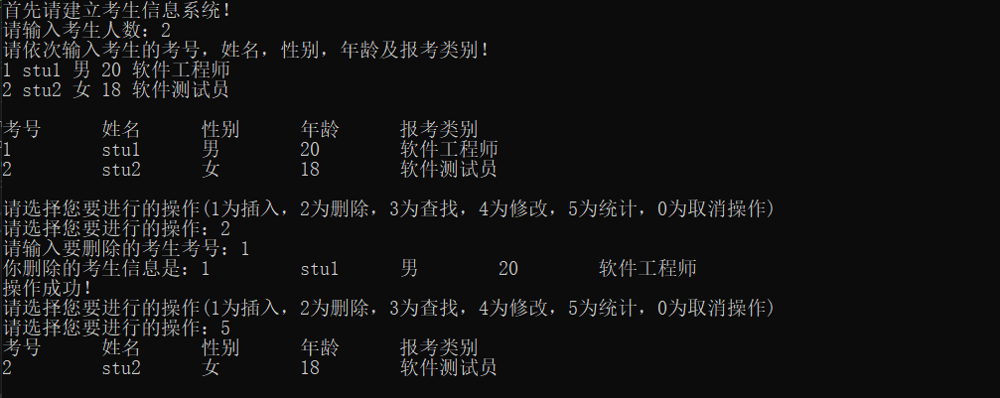 首先请建立考生信息系统!
请输入考生人数: 2
请依次输入考生的考号,姓名,性别,年龄及报考类别!
1 stu1 男 20 软件工程师
2 stu2 女 18 软件测试员
考号 姓名 性别 年龄 报考类别
1 stu1 男 20 软件工程师
2 stu2 女 18 软件测试员
请选择您要进行的操作(1为插入,2为删除,3为查找,4为修改,5为统计,0为取消操作)
请选择您要进行的操作: 2
请输入要删除的考生考号: 1
你删除的考生信息是: 1 stu1 男 20 软件工程师
操作成功!
请选择您要进行的操作(1为插入,2为删除,3为查找,4为修改,5为统计,0为取消操作)
请选择您要进行的操作: 5
考号 姓名 性别 年龄 报考类别
2 stu2 女 18 软件测试员